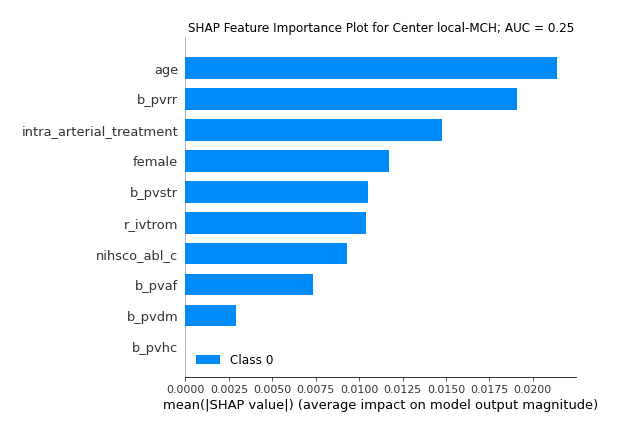 SHAP Feature Importance Plot for Center local-MCH; AUC = 0.25
age
b_pvrr
intra_arterial_treatment
female
b_pvstr
r_ivtrom
nihsco_abl_c
b_pvaf
b_pvdm
b_pvhc
Class 0
0.0000 0.0025 0.0050 0.0075 0.0100 0.0125 0.0150 0.0175 0.0200
mean(|SHAP value|) (average impact on model output magnitude)